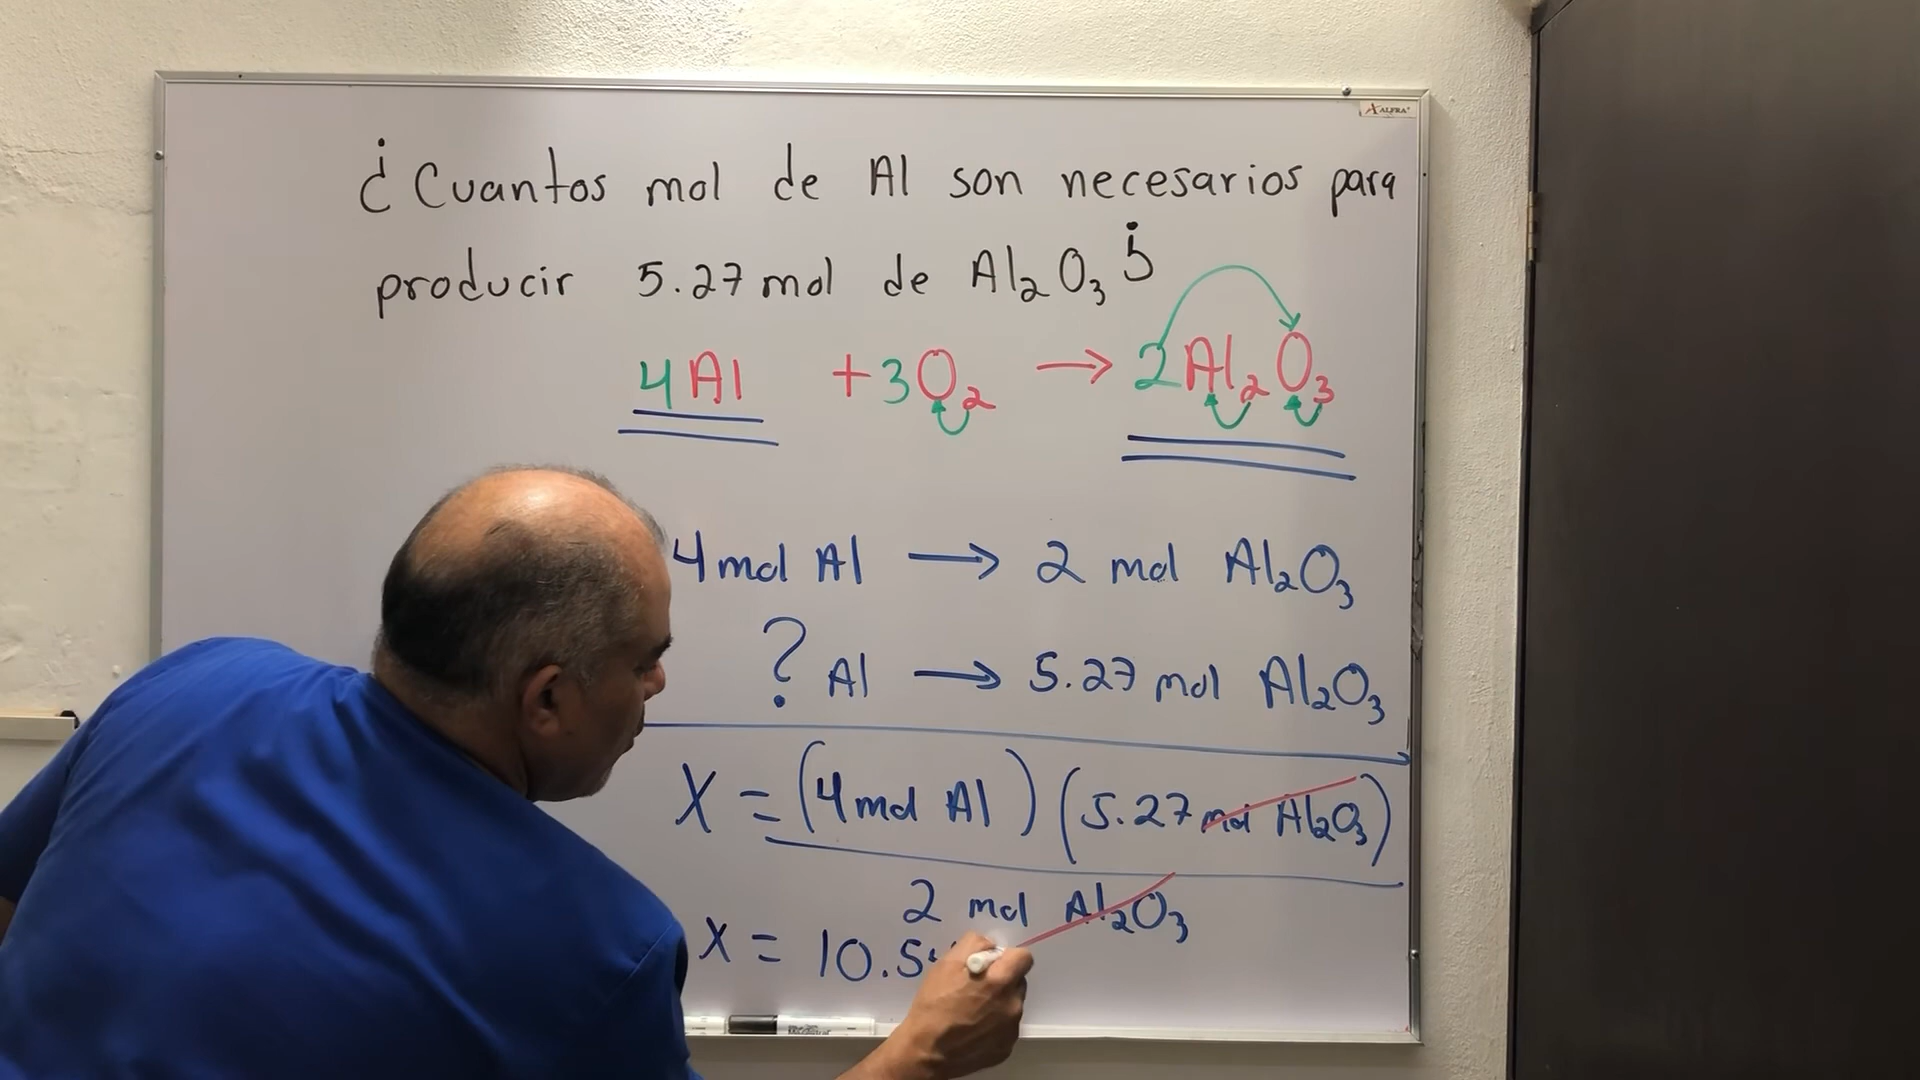 ALFRA
¿Cuantos mol de Al son necesarios para
producir 5.27 mol de Al₂O₃¿
4Al + 3O₂ → 2Al₂O₃
4 mol Al → 2 mol Al₂O₃
? Al → 5.27 mol Al₂O₃
X = (4 mol Al) (5.27 mol Al₂O₃)
2 mol Al₂O₃
X = 10.5